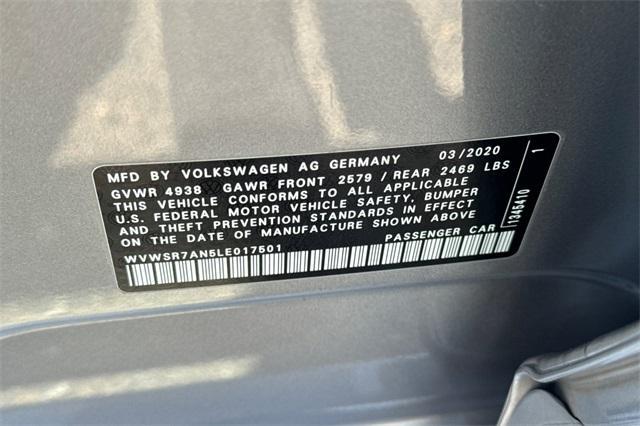 MFD BY VOLKSWAGEN AG GERMANY 03/2020
GVWR 4938 GAWR FRONT 2579 / REAR 2469 LBS
THIS VEHICLE CONFORMS TO ALL APPLICABLE
U.S. FEDERAL MOTOR VEHICLE SAFETY, BUMPER
AND THEFT PREVENTION STANDARDS IN EFFECT
ON THE DATE OF MANUFACTURE SHOWN ABOVE
WVWSR7AN5LE017501 PASSENGER CAR
1345410 1